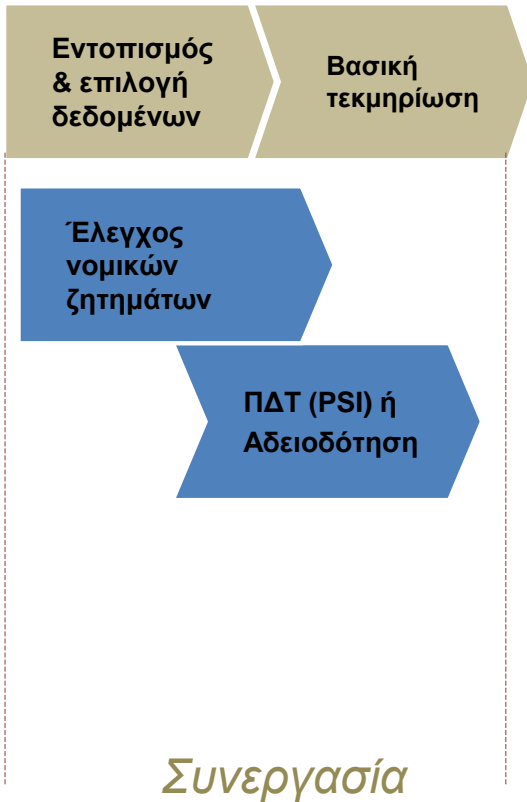 Εντοπισμός
& επιλογή
δεδομένων
Βασική
τεκμηρίωση
Έλεγχος
νομικών
ζητημάτων
ΠΔΤ (PSI) ή
Αδειοδότηση
Συνεργασία